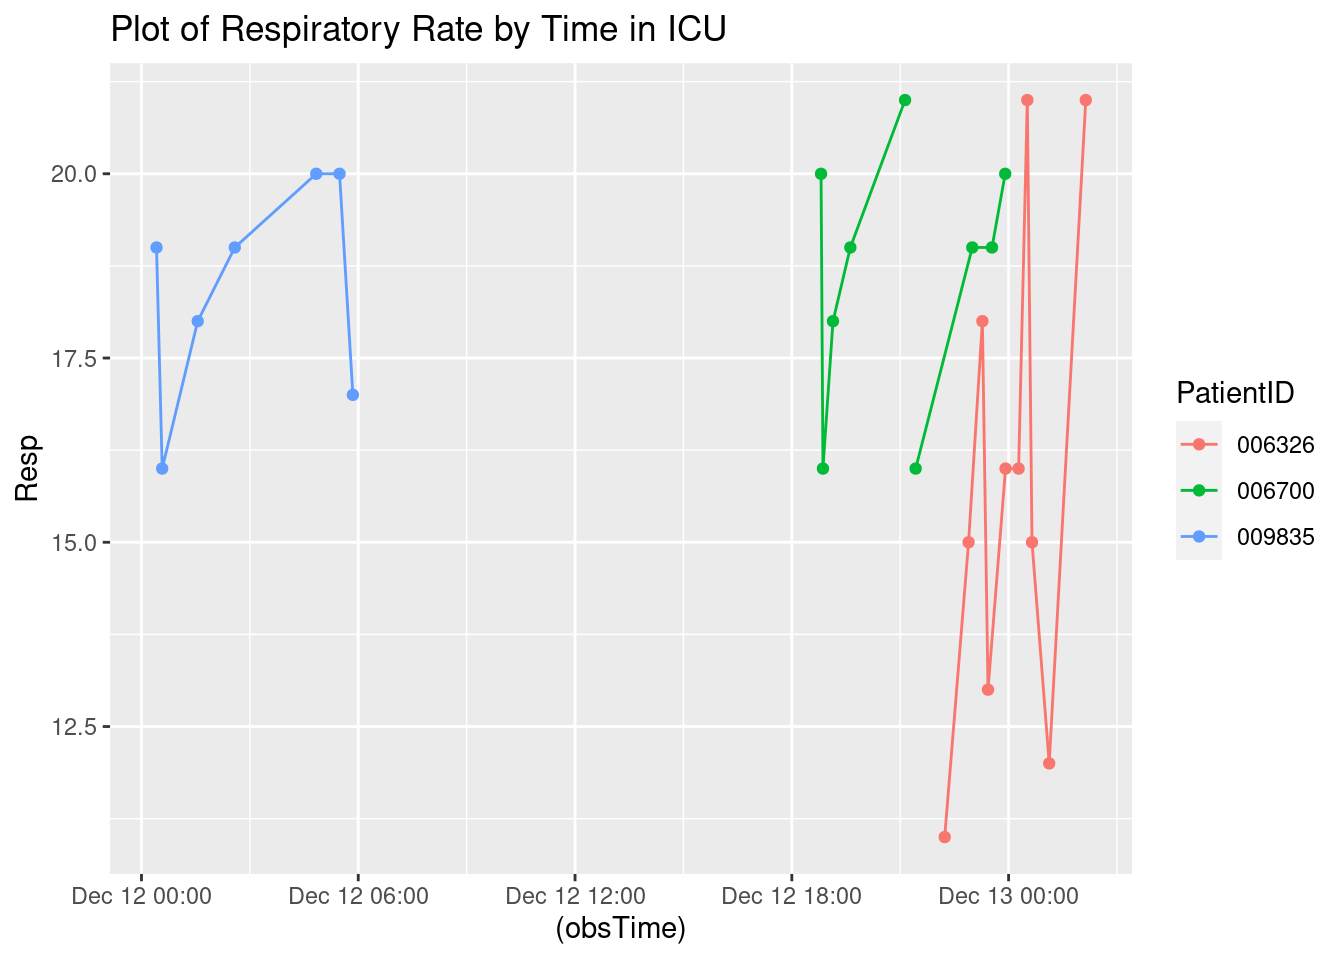 Plot of Respiratory Rate by Time in ICU
Resp
20.0
17.5
15.0
12.5
Dec 12 00:00
Dec 12 06:00
Dec 12 12:00
Dec 12 18:00
Dec 13 00:00
(obsTime)
PatientID
006326
006700
009835